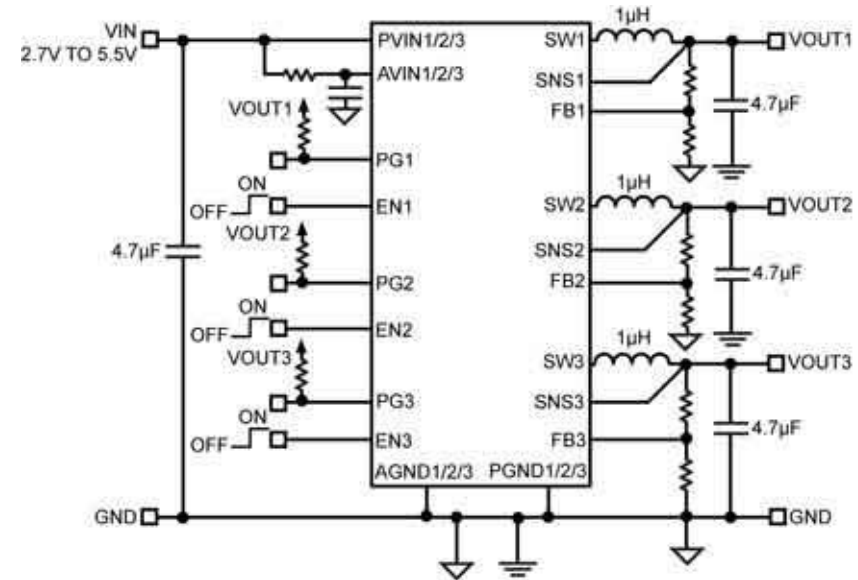 VIN
2.7V TO 5.5V
PVIN1/2/3
AVIN1/2/3
VOUT1
PG1
ON
OFF
EN1
VOUT2
4.7µF
PG2
ON
OFF
EN2
VOUT3
PG3
ON
OFF
EN3
AGND1/2/3
PGND1/2/3
GND
SW1
1µH
VOUT1
SNS1
FB1
4.7µF
SW2
1µH
VOUT2
SNS2
FB2
4.7µF
SW3
1µH
VOUT3
SNS3
FB3
4.7µF
GND